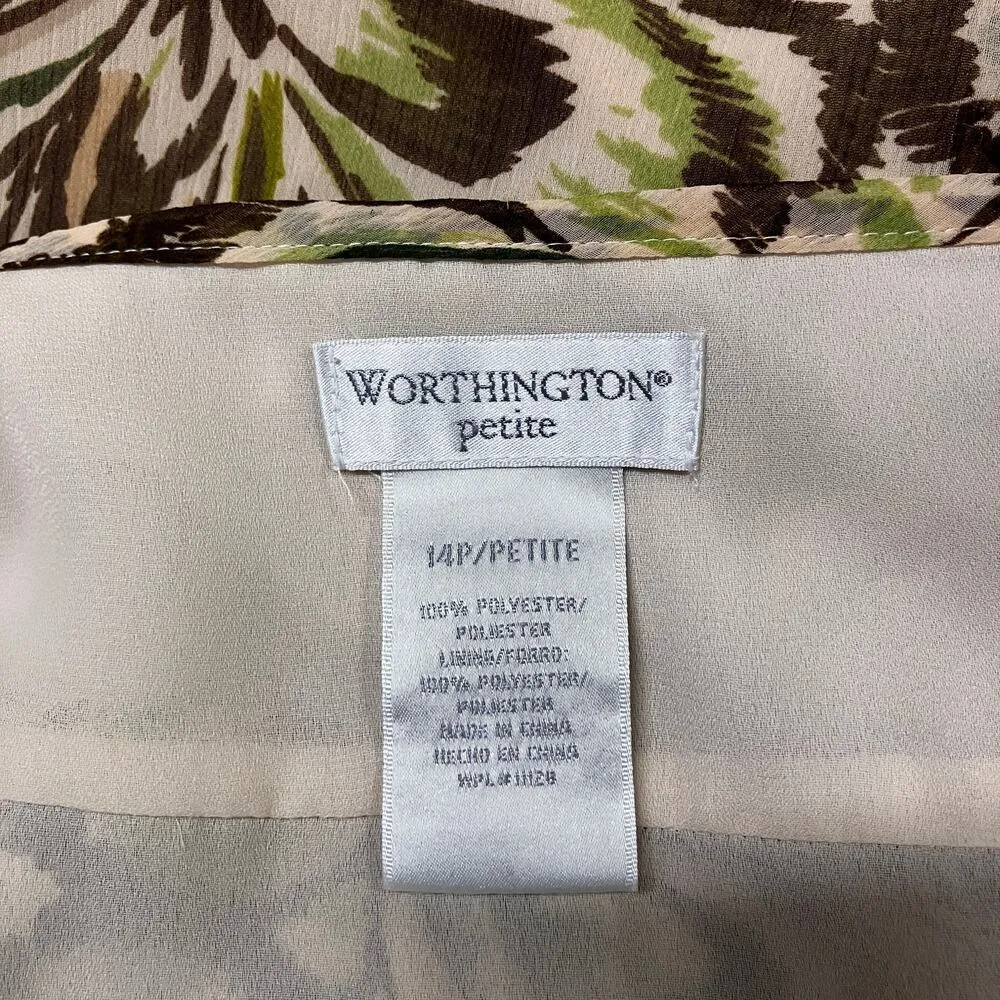 WORTHINGTON®
petite
14P/PETITE
100% POLYESTER/
POLIESTER
LINING/FORRO:
100% POLYESTER/
POLIESTER
MADE IN CHINA
HECHO EN CHINA
WPL#11128